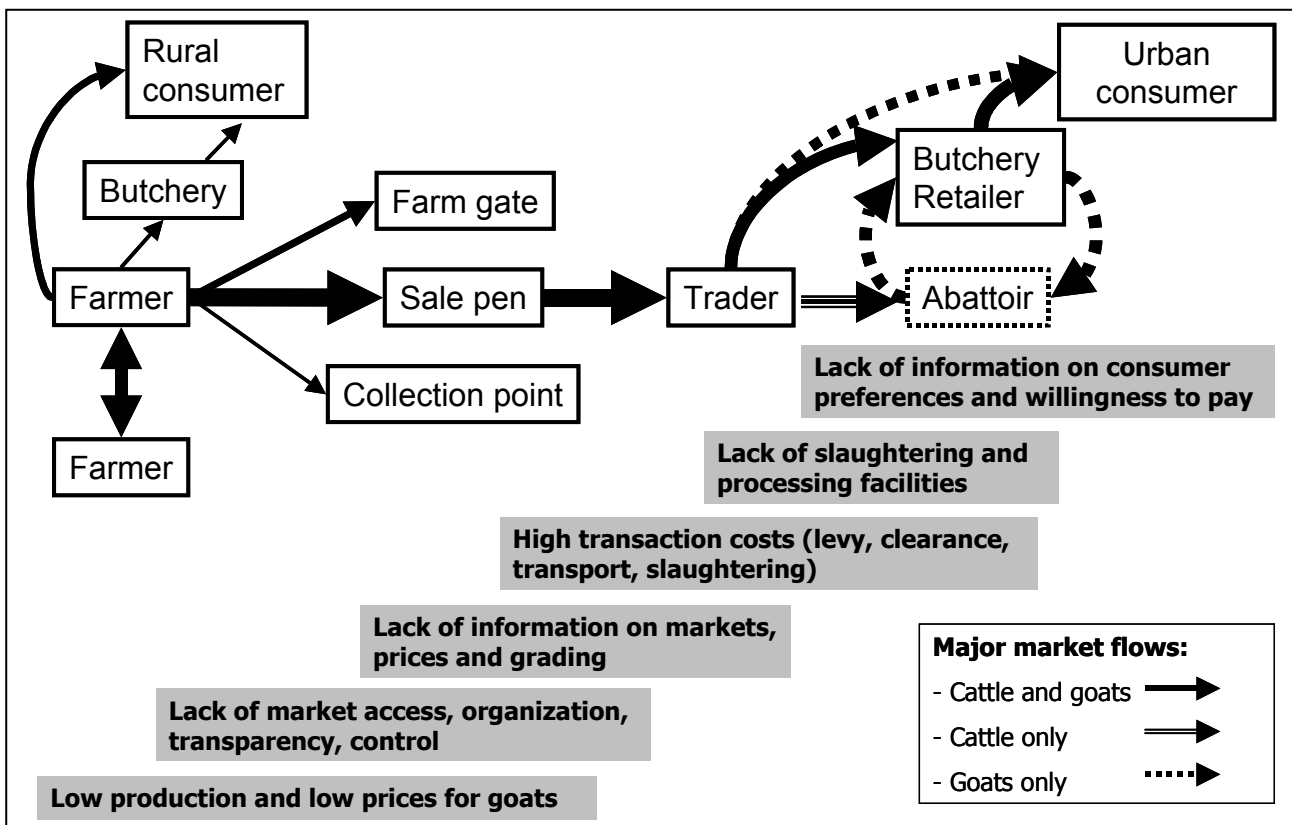 Rural
consumer
Urban
consumer
Butchery
Farm gate
Butchery
Retailer
Farmer
Sale pen
Trader
Abattoir
Collection point
Farmer
Lack of information on consumer
preferences and willingness to pay
Lack of slaughtering and
processing facilities
High transaction costs (levy, clearance,
transport, slaughtering)
Lack of information on markets,
prices and grading
Lack of market access, organization,
transparency, control
Low production and low prices for goats
Major market flows:
- Cattle and goats
- Cattle only
- Goats only